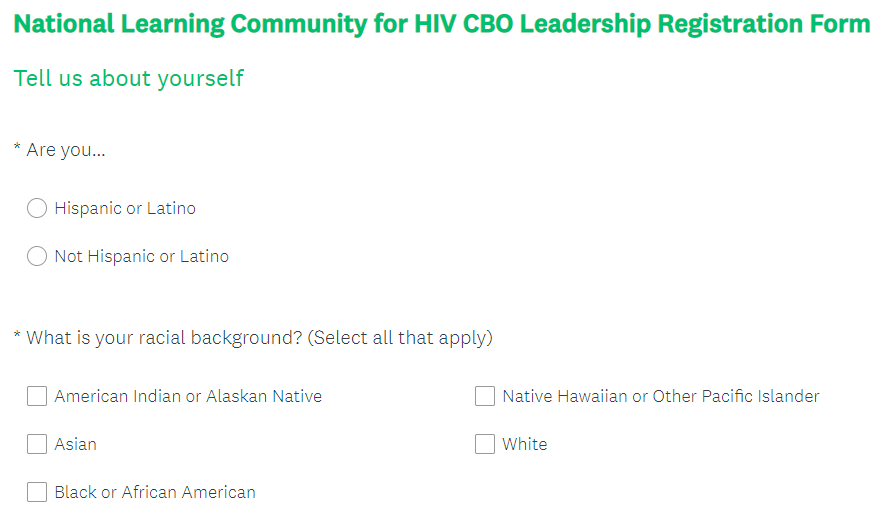 National Learning Community for HIV CBO Leadership Registration Form
Tell us about yourself
* Are you...
Hispanic or Latino
Not Hispanic or Latino
* What is your racial background? (Select all that apply)
American Indian or Alaskan Native
Native Hawaiian or Other Pacific Islander
Asian
White
Black or African American